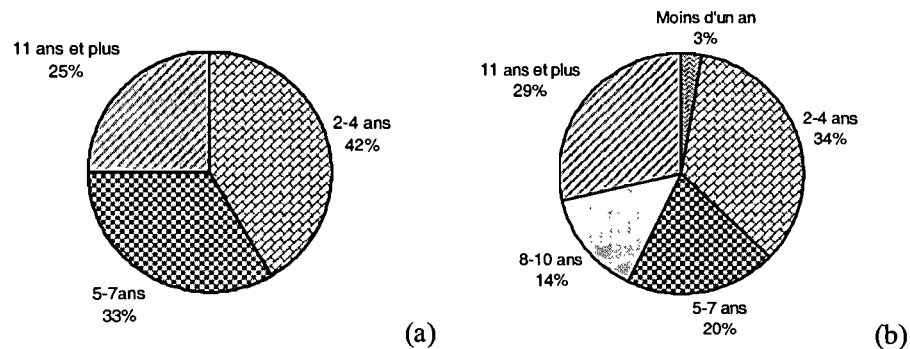 11 ans et plus
25%
2-4 ans
42%
5-7ans
33%
(a)
Moins d'un an
3%
11 ans et plus
29%
2-4 ans
34%
8-10 ans
14%
5-7 ans
20%
(b)